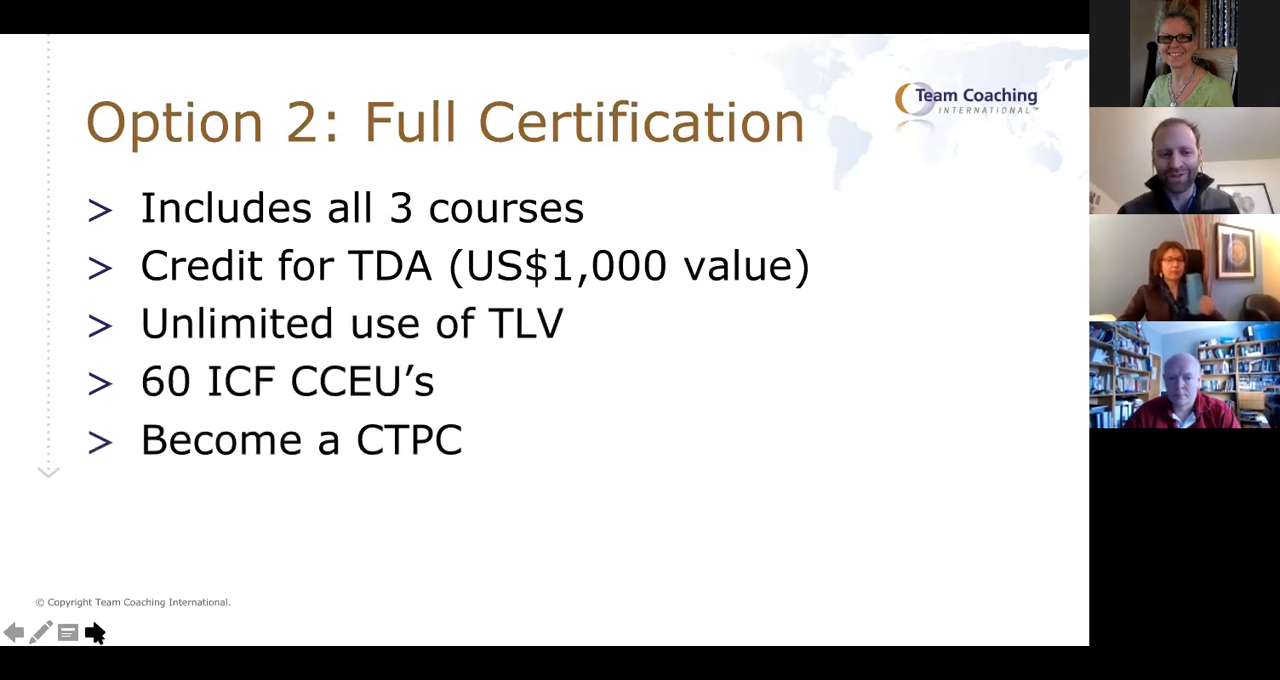 Option 2: Full Certification
Team Coaching
INTERNATIONAL™
> Includes all 3 courses
> Credit for TDA (US$1,000 value)
> Unlimited use of TLV
> 60 ICF CCEU’s
> Become a CTPC
© Copyright Team Coaching International.